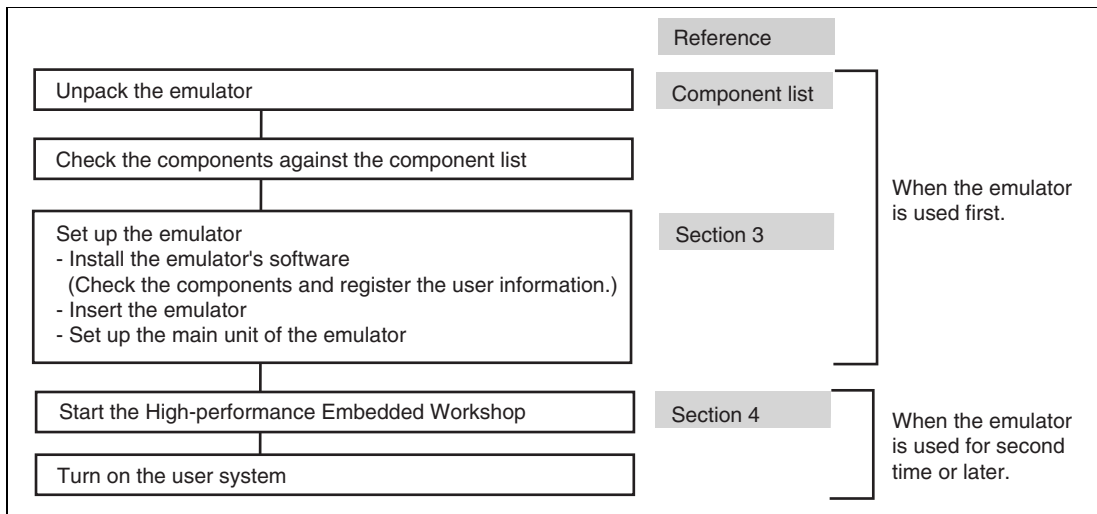 Reference
Unpack the emulator
Component list
Check the components against the component list
When the emulator
is used first.
Set up the emulator
- Install the emulator's software
(Check the components and register the user information.)
- Insert the emulator
- Set up the main unit of the emulator
Section 3
Start the High-performance Embedded Workshop
Section 4
When the emulator
is used for second
time or later.
Turn on the user system